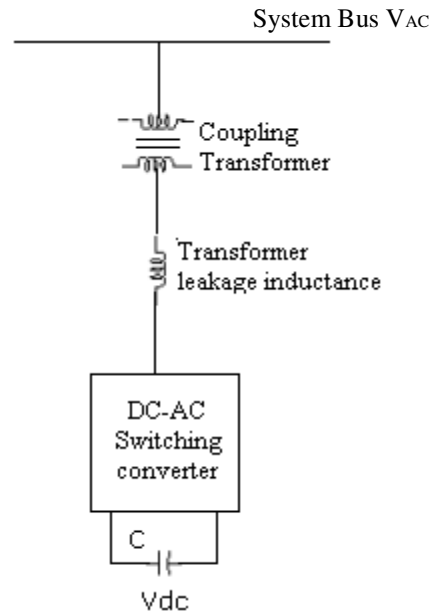 System Bus VAC
Coupling
Transformer
Transformer
leakage inductance
DC-AC
Switching
converter
C
Vdc